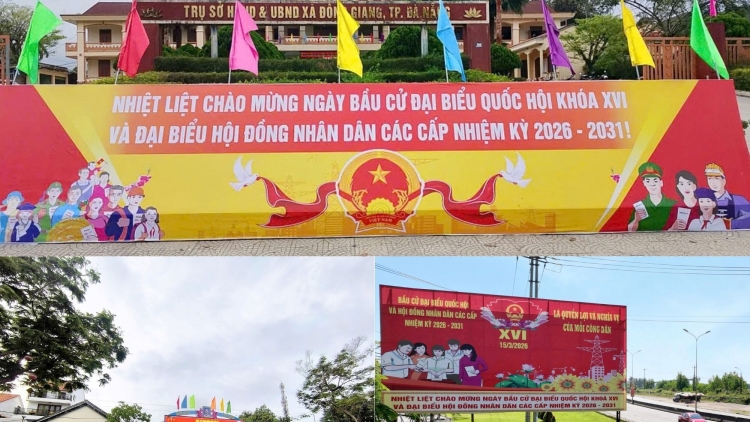 TRỤ SỞ HĐND & UBND XÃ ĐÔNG GIANG, TP. ĐÀ NẴNG
NHIỆT LIỆT CHÀO MỪNG NGÀY BẦU CỬ ĐẠI BIỂU QUỐC HỘI KHÓA XVI
VÀ ĐẠI BIỂU HỘI ĐỒNG NHÂN DÂN CÁC CẤP NHIỆM KỲ 2026 - 2031!
VIỆT NAM
BẦU CỬ ĐẠI BIỂU QUỐC HỘI
VÀ HỘI ĐỒNG NHÂN DÂN CÁC CẤP
NHIỆM KỲ 2026 - 2031
XVI
15/3/2026
LÀ QUYỀN LỢI VÀ NGHĨA VỤ
CỦA MỖI CÔNG DÂN
NHIỆT LIỆT CHÀO MỪNG NGÀY BẦU CỬ ĐẠI BIỂU QUỐC HỘI KHÓA XVI
VÀ ĐẠI BIỂU HỘI ĐỒNG NHÂN DÂN CÁC CẤP NHIỆM KỲ 2026 - 2031